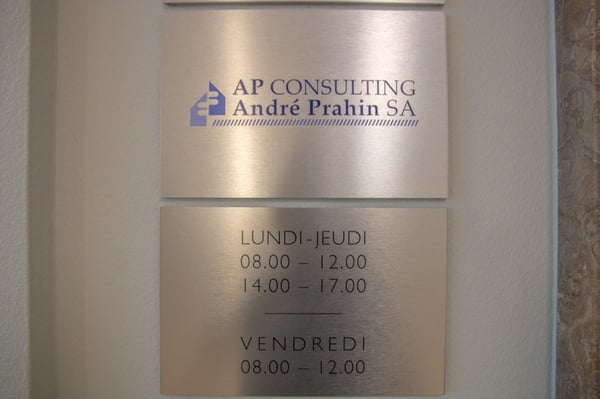 AP CONSULTING
André Prahin SA
LUNDI-JEUDI
08.00 – 12.00
14.00 – 17.00
VENDREDI
08.00 – 12.00